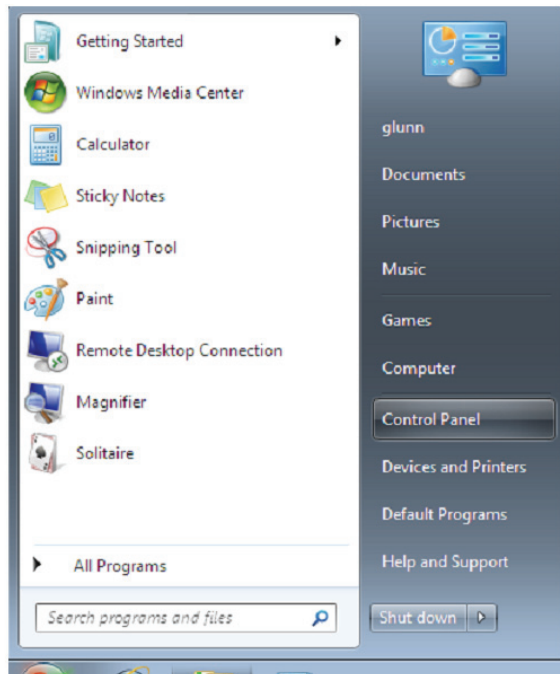 Getting Started
Windows Media Center
Calculator
Sticky Notes
Snipping Tool
Paint
Remote Desktop Connection
Magnifier
Solitaire
All Programs
Search programs and files
glunn
Documents
Pictures
Music
Games
Computer
Control Panel
Devices and Printers
Default Programs
Help and Support
Shut down